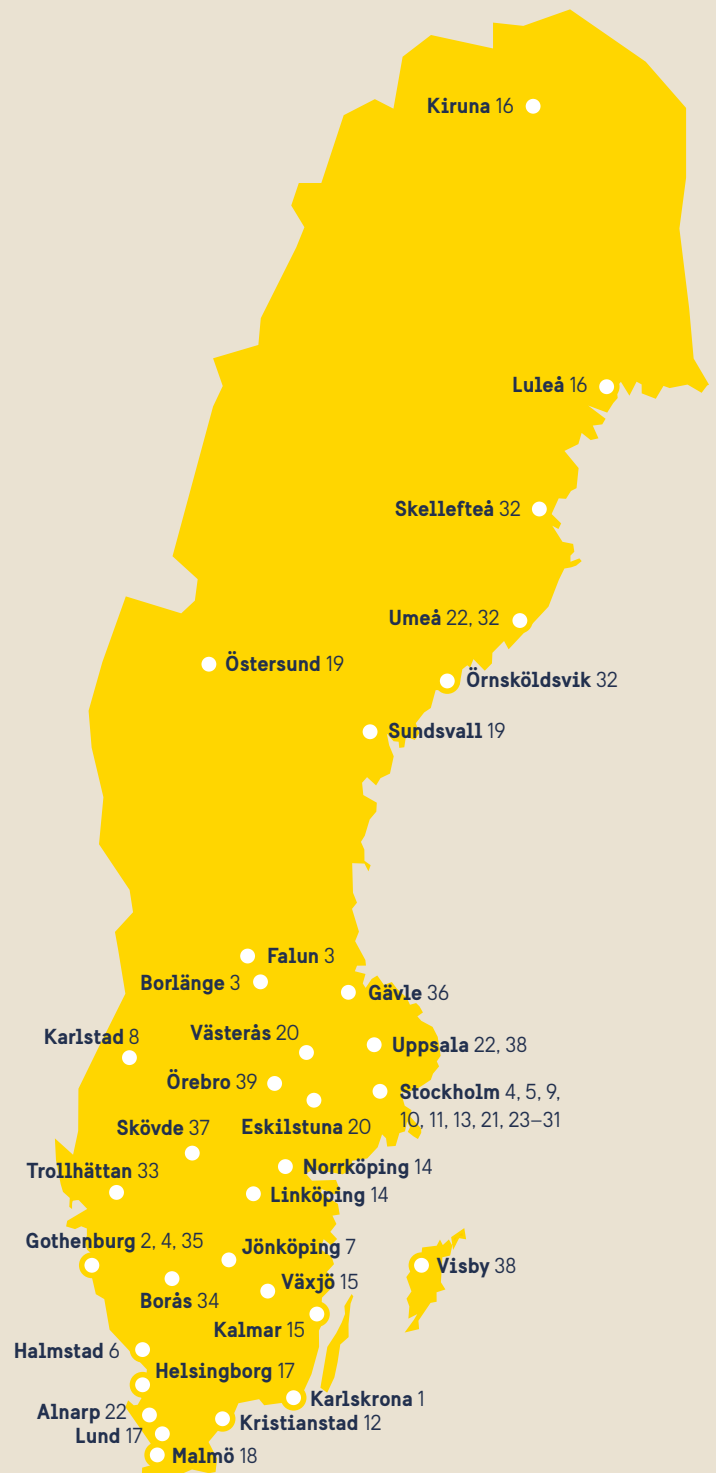 Kiruna 16
Luleå 16
Skellefteå 32
Umeå 22, 32
Östersund 19
Örnsköldsvik 32
Sundsvall 19
Falun 3
Borlänge 3
Gävle 36
Karlstad 8
Västerås 20
Uppsala 22, 38
Örebro 39
Stockholm 4, 5, 9,
10, 11, 13, 21, 23–31
Skövde 37
Eskilstuna 20
Trollhättan 33
Norrköping 14
Linköping 14
Gothenburg 2, 4, 35
Jönköping 7
Visby 38
Växjö 15
Borås 34
Kalmar 15
Halmstad 6
Helsingborg 17
Karlskrona 1
Alnarp 22
Kristianstad 12
Lund 17
Malmö 18